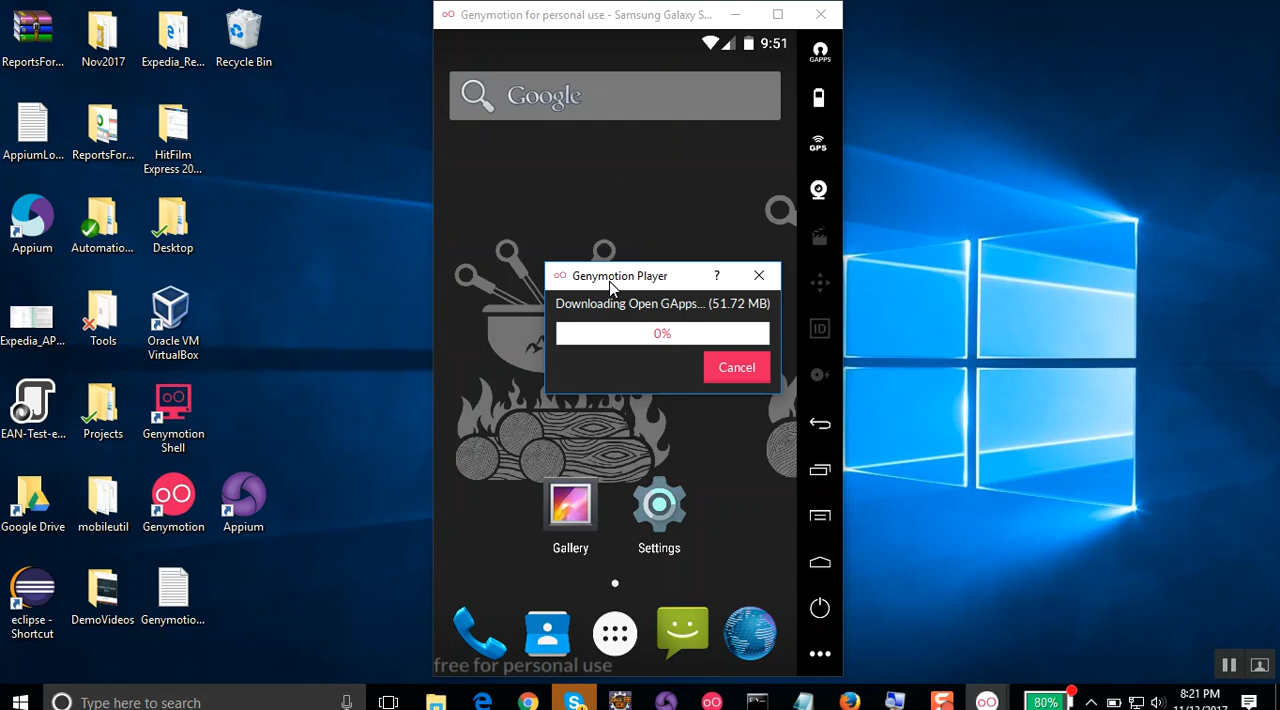 ReportsFor...
Nov2017
Expedia_Re...
Recycle Bin
AppiumLo...
ReportsFor...
HitFilm
Express 20...
Appium
Automatio...
Desktop
Expedia_AP...
Tools
Oracle VM
VirtualBox
EAN-Test-e...
Projects
Genymotion
Shell
Google Drive
mobileutil
Genymotion
Appium
eclipse -
Shortcut
DemoVideos
Genymotio...
Genymotion for personal use - Samsung Galaxy S...
9:51
Google
GAPPS
GPS
ID
Genymotion Player
?
Downloading Open GApps... (51.72 MB)
0%
Cancel
Gallery
Settings
free for personal use
Type here to search
80%
8:21 PM
11/13/2017